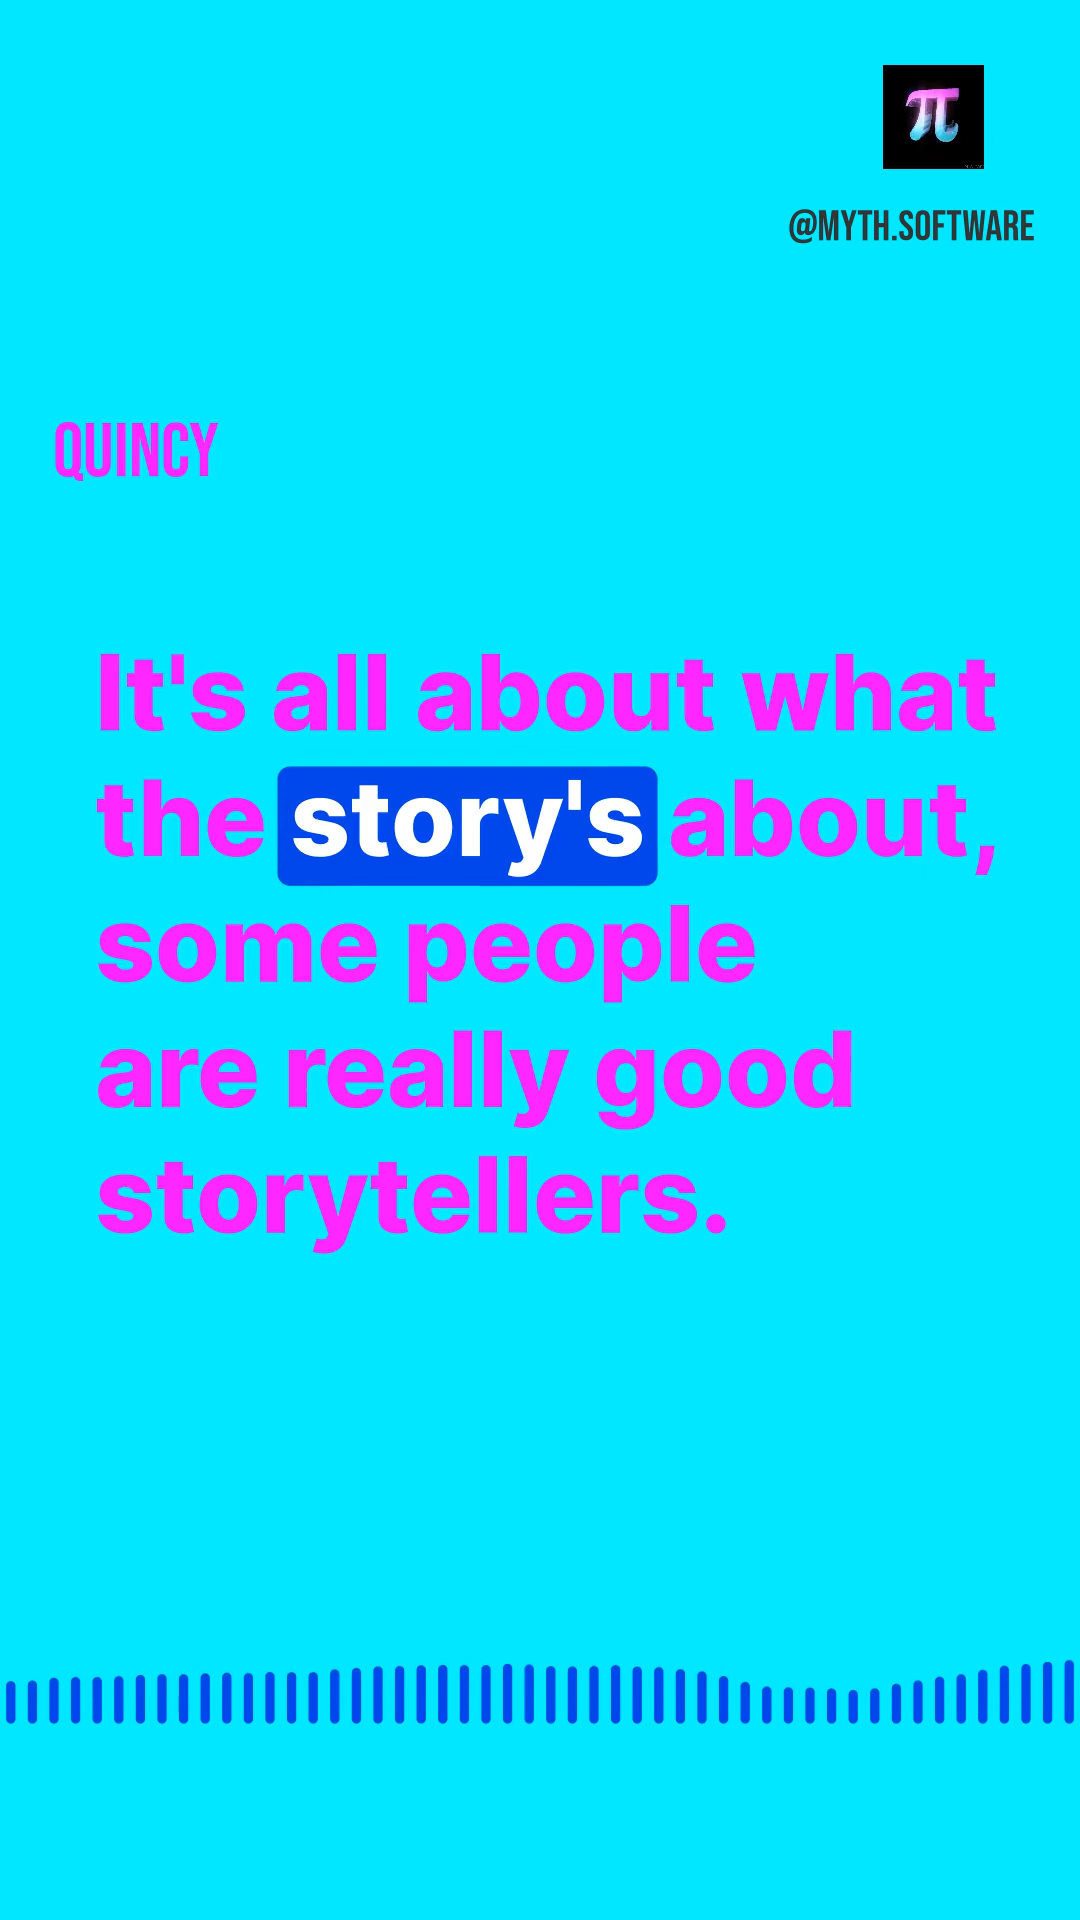 π
@MYTH.SOFTWARE
QUINCY
It's all about what
the story's about,
some people
are really good
storytellers.